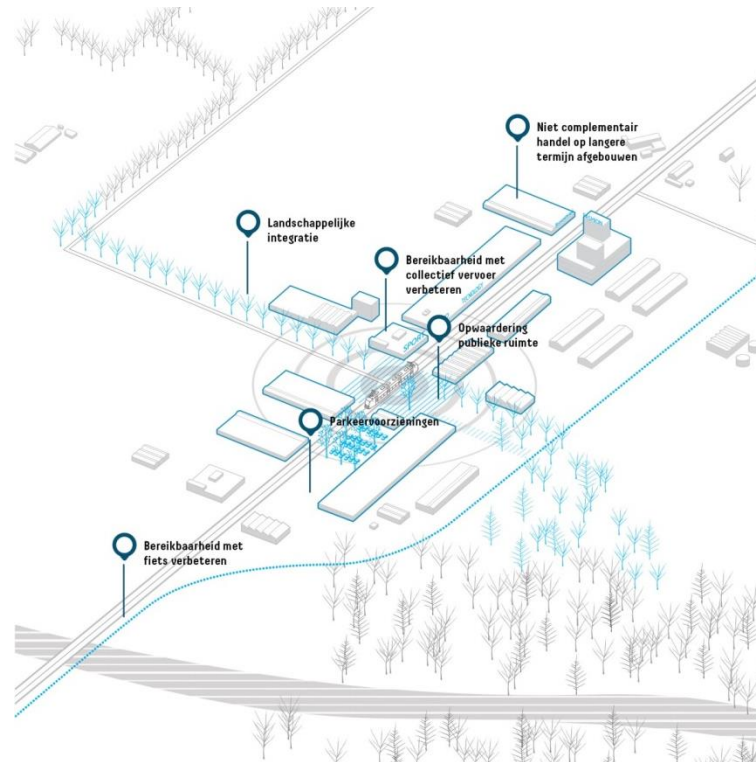 Niet complementair
handel op langere
termijn afgebouwen
Landschappelijke
integratie
Bereikbaarheid met
collectief vervoer
verbeteren
Opwaardering
publieke ruimte
Parkeervoorzieningen
Bereikbaarheid met
fiets verbeteren